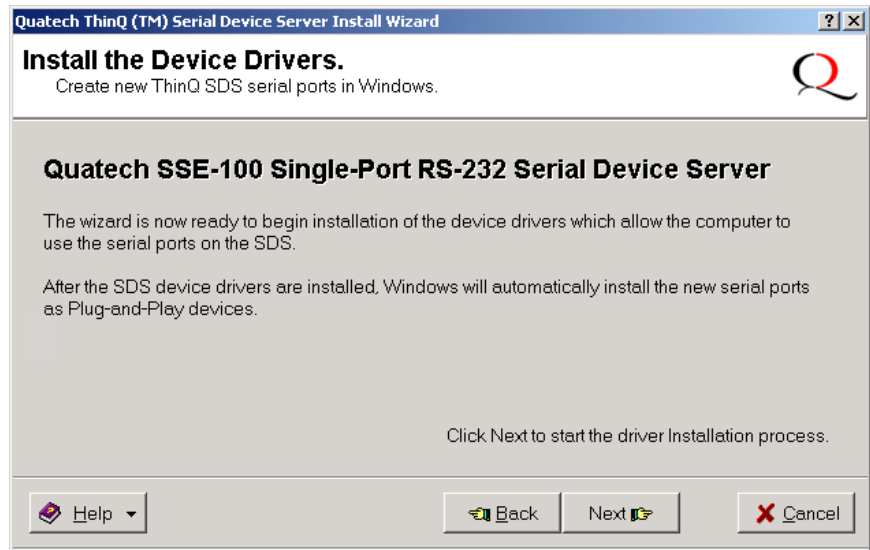 Quatech ThinQ (TM) Serial Device Server Install Wizard
Install the Device Drivers.
Create new ThinQ SDS serial ports in Windows.
Quatech SSE-100 Single-Port RS-232 Serial Device Server
The wizard is now ready to begin installation of the device drivers which allow the computer to
use the serial ports on the SDS.
After the SDS device drivers are installed, Windows will automatically install the new serial ports
as Plug-and-Play devices.
Click Next to start the driver Installation process.
Help Back Next Cancel